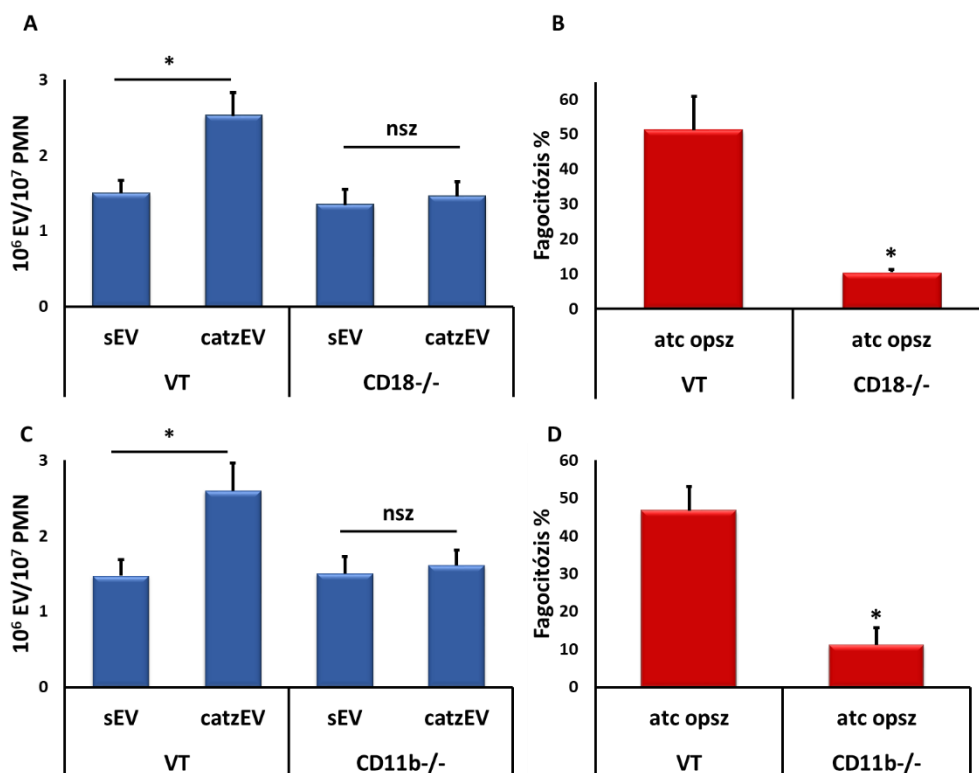 A
10⁶ EV/10⁷ PMN
3
2
1
0
*
nsz
sEV catzEV sEV catzEV
VT CD18-/-
B
Fagocitózis %
60
50
40
30
20
10
0
*
atc opsz atc opsz
VT CD18-/-
C
10⁶ EV/10⁷ PMN
3
2
1
0
*
nsz
sEV catzEV sEV catzEV
VT CD11b-/-
D
Fagocitózis %
60
50
40
30
20
10
0
*
atc opsz atc opsz
VT CD11b-/-